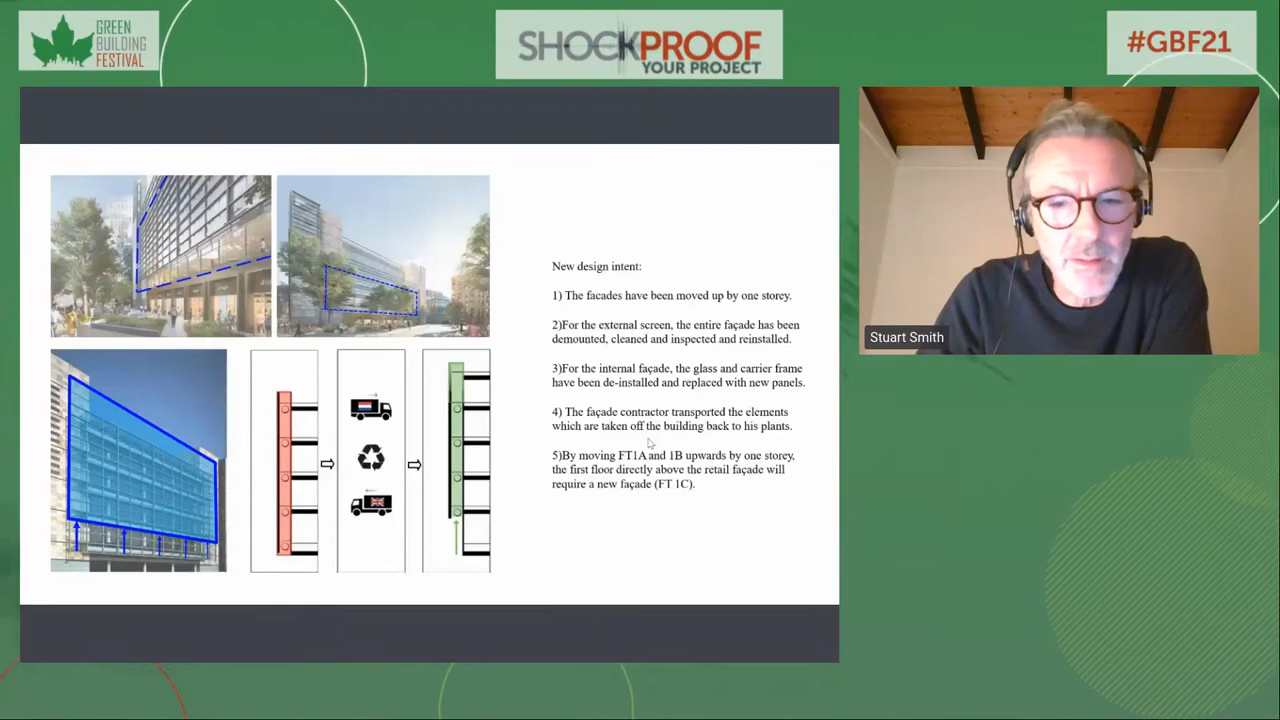 GREEN
BUILDING
FESTIVAL
SHOCKPROOF
YOUR PROJECT
#GBF21
New design intent:
1) The facades have been moved up by one storey.
2)For the external screen, the entire façade has been
demounted, cleaned and inspected and reinstalled.
3)For the internal façade, the glass and carrier frame
have been de-installed and replaced with new panels.
4) The façade contractor transported the elements
which are taken off the building back to his plants.
5)By moving FT1A and 1B upwards by one storey,
the first floor directly above the retail façade will
require a new façade (FT 1C).
Stuart Smith